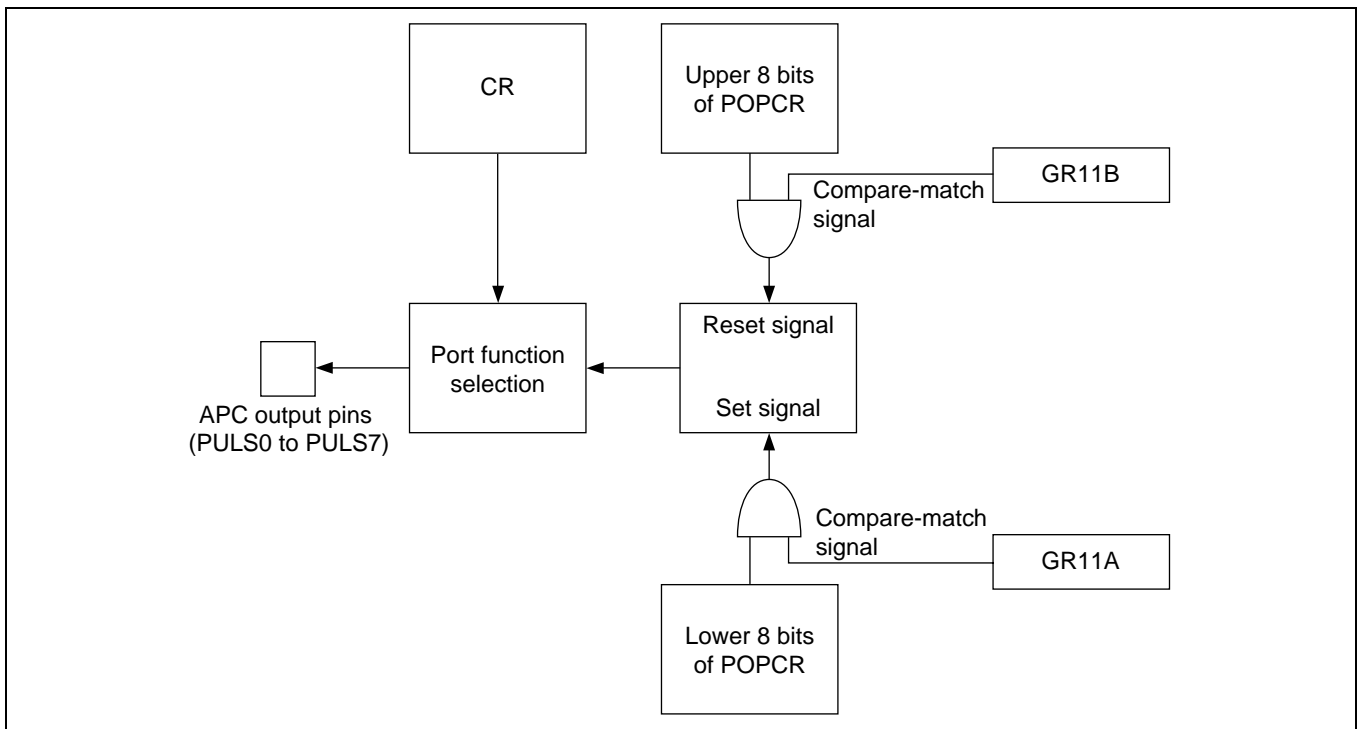 CR
Upper 8 bits
of POPCR
GR11B
Compare-match
signal
Port function
selection
Reset signal
Set signal
APC output pins
(PULS0 to PULS7)
Compare-match
signal
GR11A
Lower 8 bits
of POPCR